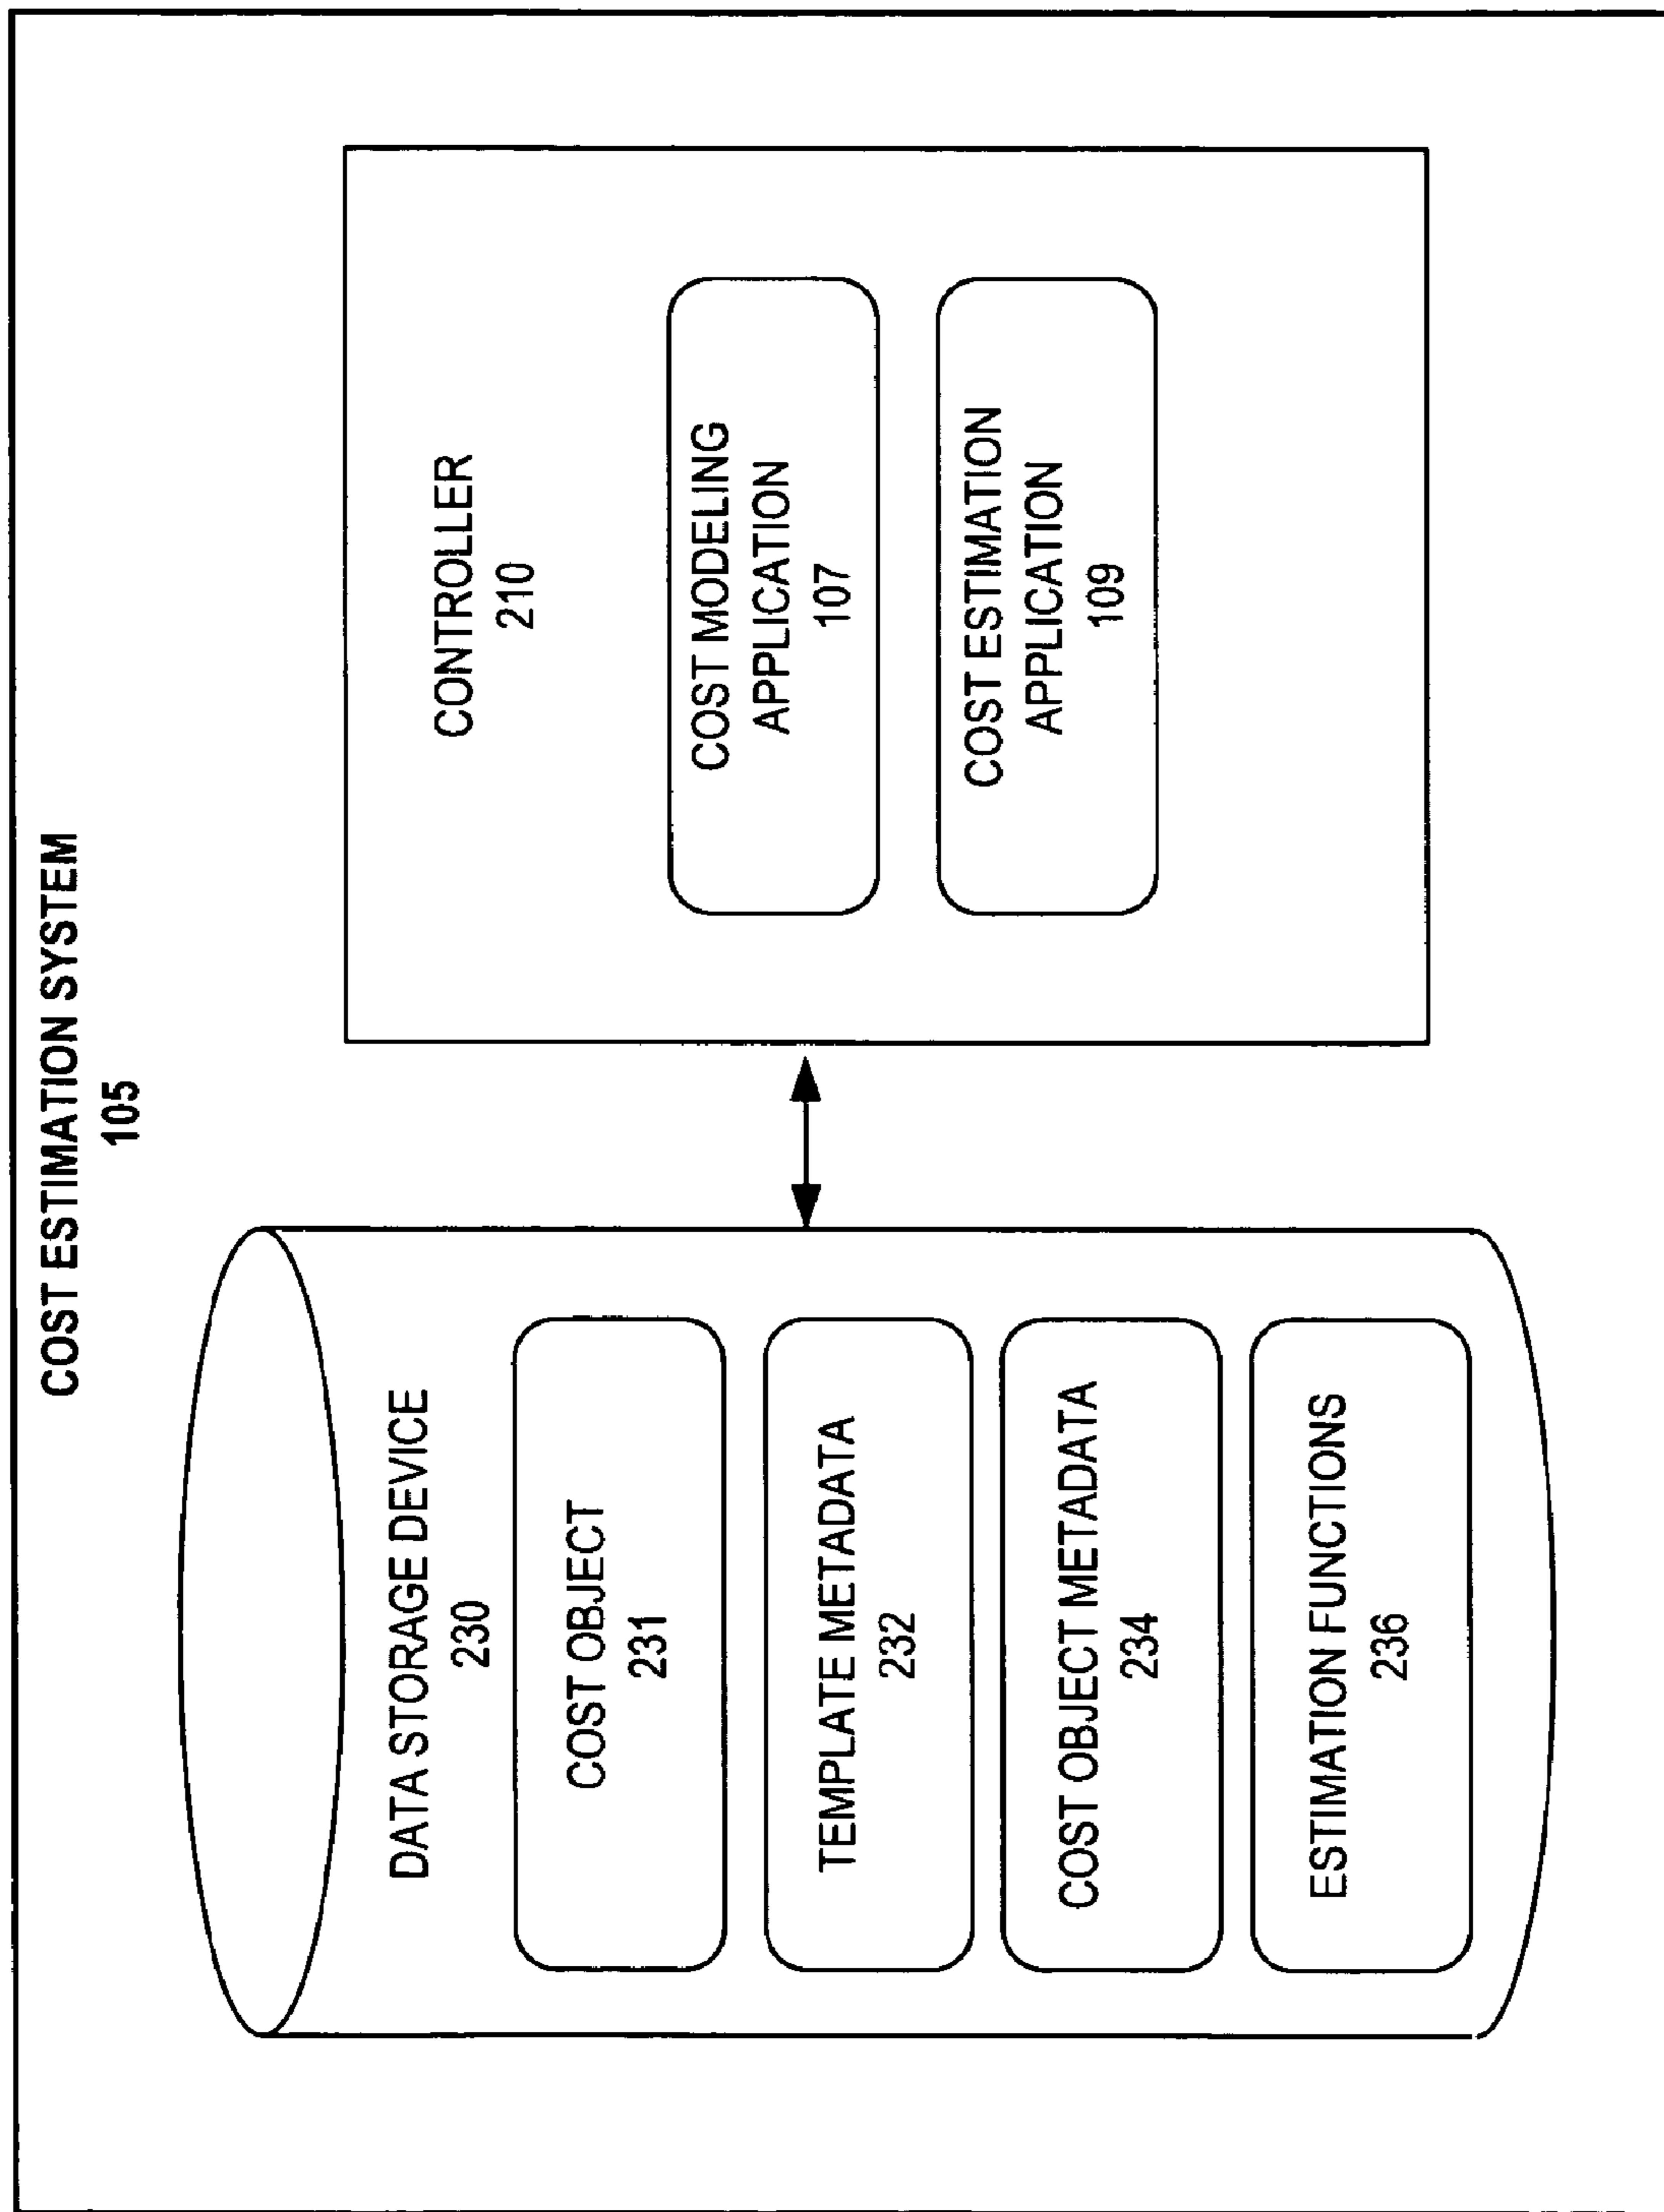 COST ESTIMATION SYSTEM
105
DATA STORAGE DEVICE
230
COST OBJECT
231
TEMPLATE METADATA
232
COST OBJECT METADATA
234
ESTIMATION FUNCTIONS
236
CONTROLLER
210
COST MODELING
APPLICATION
107
COST ESTIMATION
APPLICATION
109